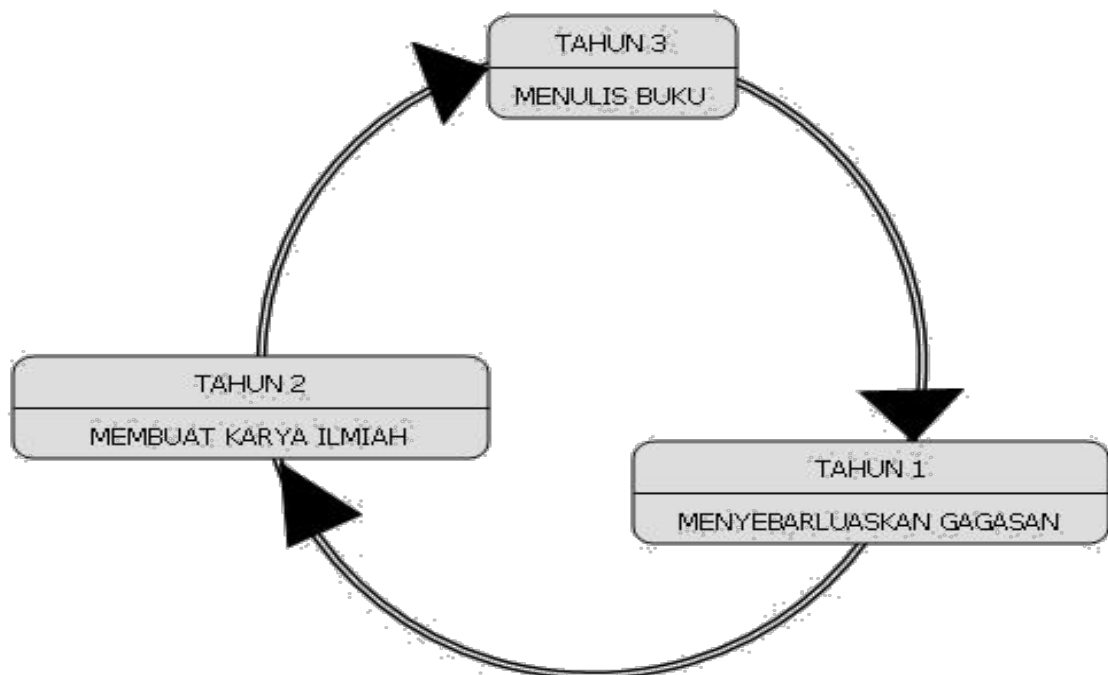 TAHUN 3
MENULIS BUKU
TAHUN 2
MEMBUAT KARYA ILMIAH
TAHUN 1
MENYEBARLUASKAN GAGASAN